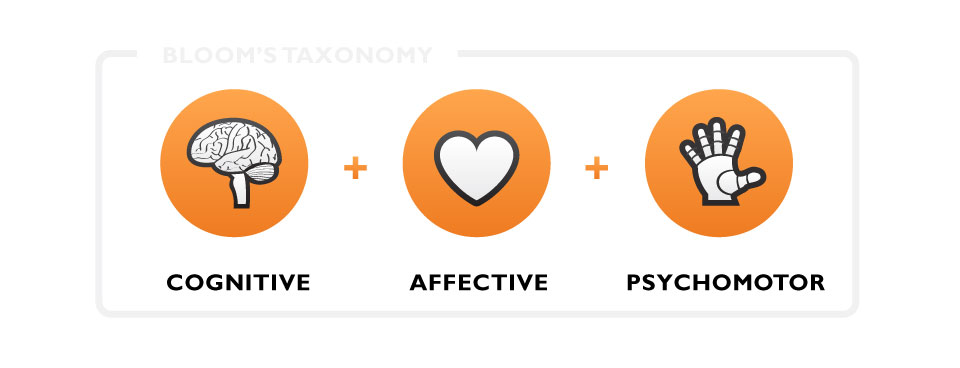 BLOOM'S TAXONOMY
+ +
COGNITIVE AFFECTIVE PSYCHOMOTOR